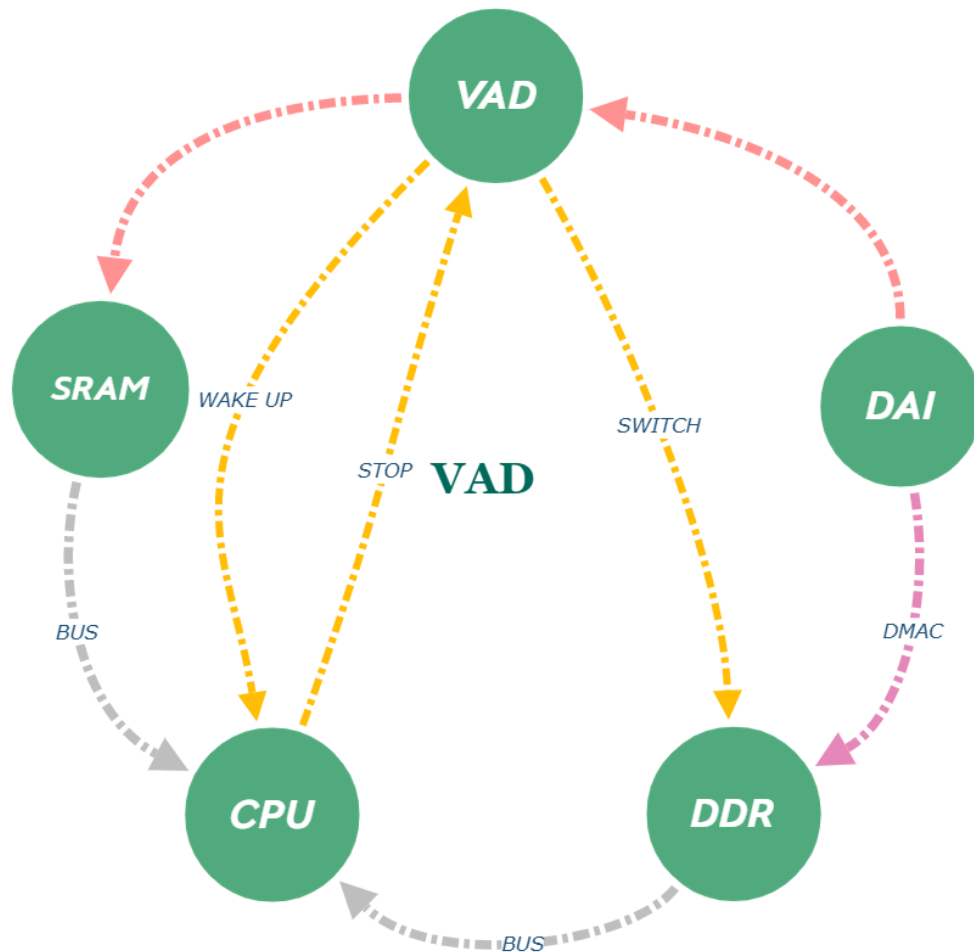 VAD
SRAM
DAI
WAKE UP
SWITCH
STOP
VAD
BUS
DMAC
CPU
DDR
BUS